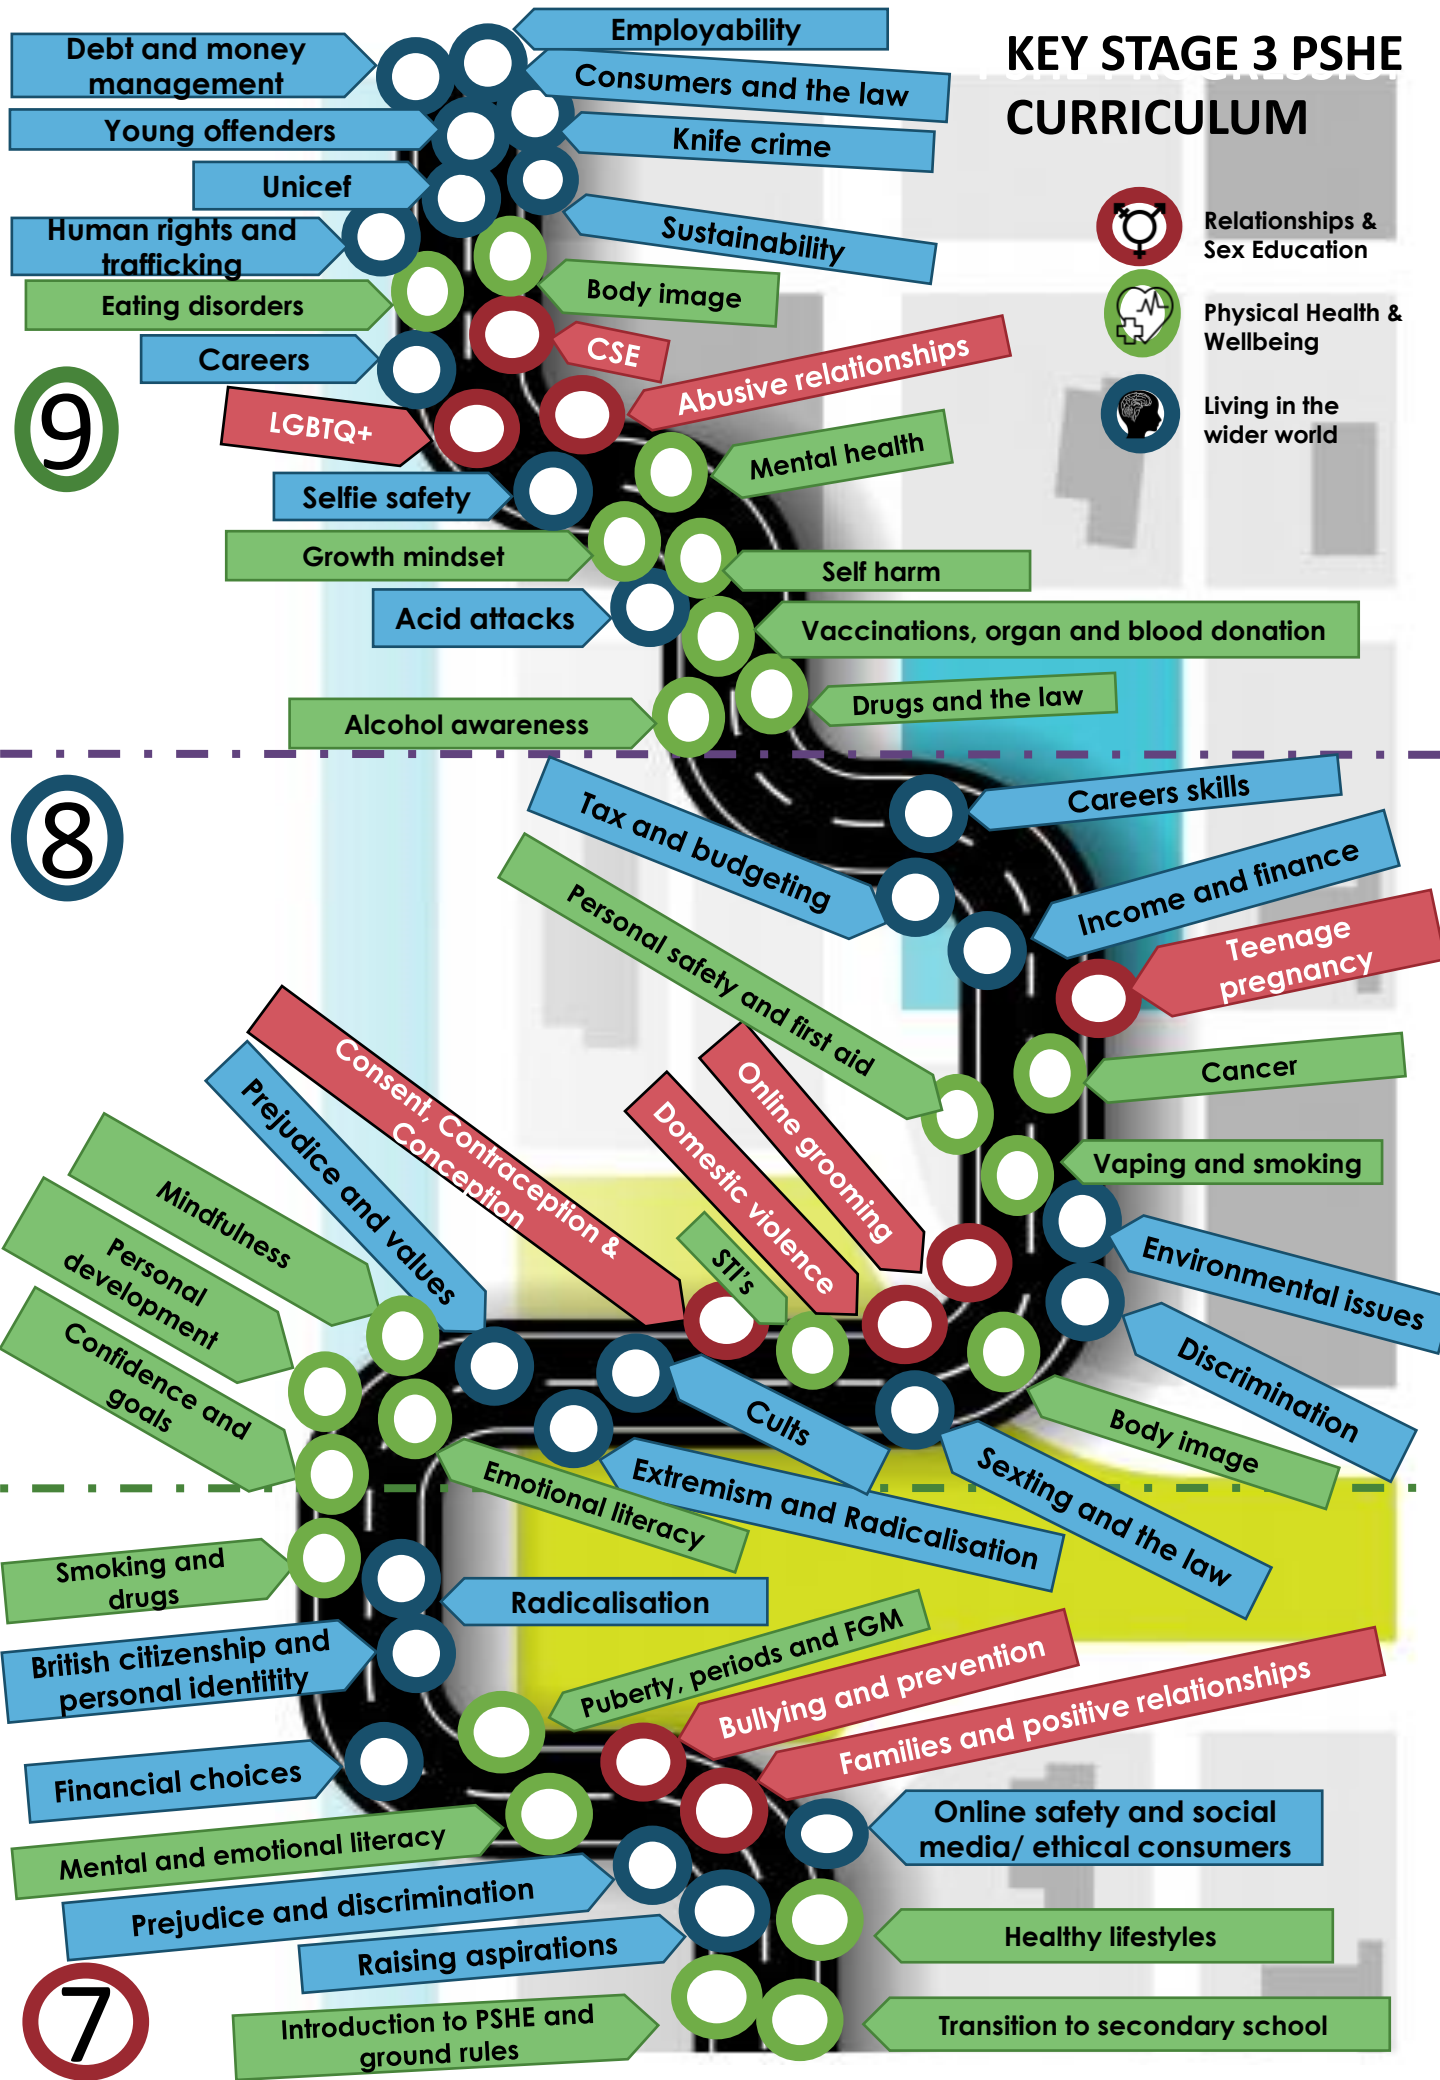 KEY STAGE 3 PSHE
CURRICULUM
Relationships &
Sex Education
Physical Health &
Wellbeing
Living in the
wider world
Employability
Debt and money
management
Consumers and the law
Young offenders
Knife crime
Unicef
Sustainability
Human rights and
trafficking
Body image
Eating disorders
CSE
Careers
Abusive relationships
9
LGBTQ+
Mental health
Selfie safety
Growth mindset
Self harm
Acid attacks
Vaccinations, organ and blood donation
Drugs and the law
Alcohol awareness
8
Careers skills
Tax and budgeting
Income and finance
Personal safety and first aid
Teenage
pregnancy
Cancer
Online grooming
Domestic violence
Consent, Contraception &
Conception
Prejudice and values
Vaping and smoking
Mindfulness
STI's
Environmental issues
Personal
development
Discrimination
Confidence and
goals
Cults
Body image
Emotional literacy
Extremism and Radicalisation
Sexting and the law
Smoking and
drugs
Radicalisation
British citizenship and
personal identitity
Puberty, periods and FGM
Bullying and prevention
Families and positive relationships
Financial choices
Online safety and social
media/ ethical consumers
Mental and emotional literacy
Prejudice and discrimination
Raising aspirations
Healthy lifestyles
7
Introduction to PSHE and
ground rules
Transition to secondary school